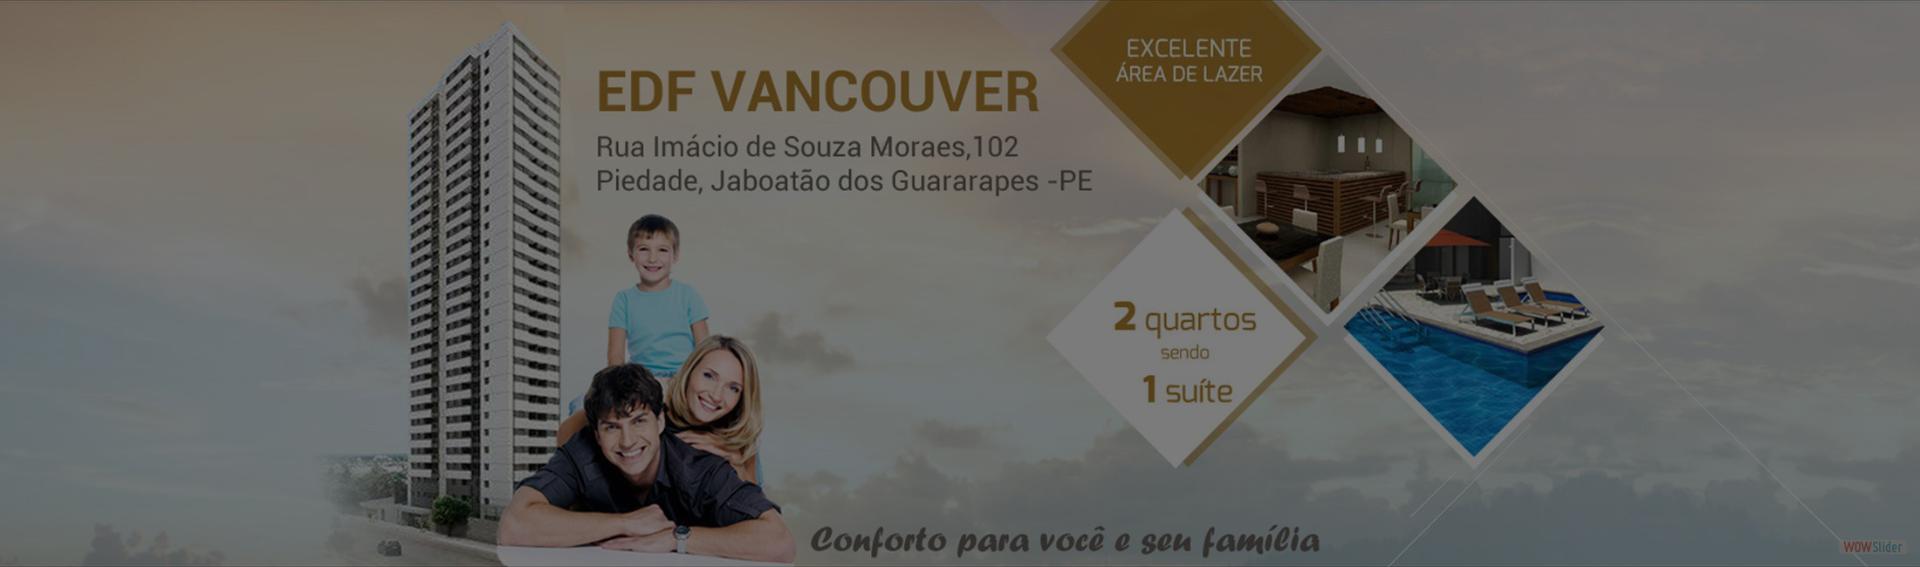 EDF VANCOUVER
Rua Imácio de Souza Moraes,102
Piedade, Jaboatão dos Guararapes -PE
EXCELENTE
ÁREA DE LAZER
2 quartos
sendo
1 suíte
Conforto para você e seu família
WOWSlider